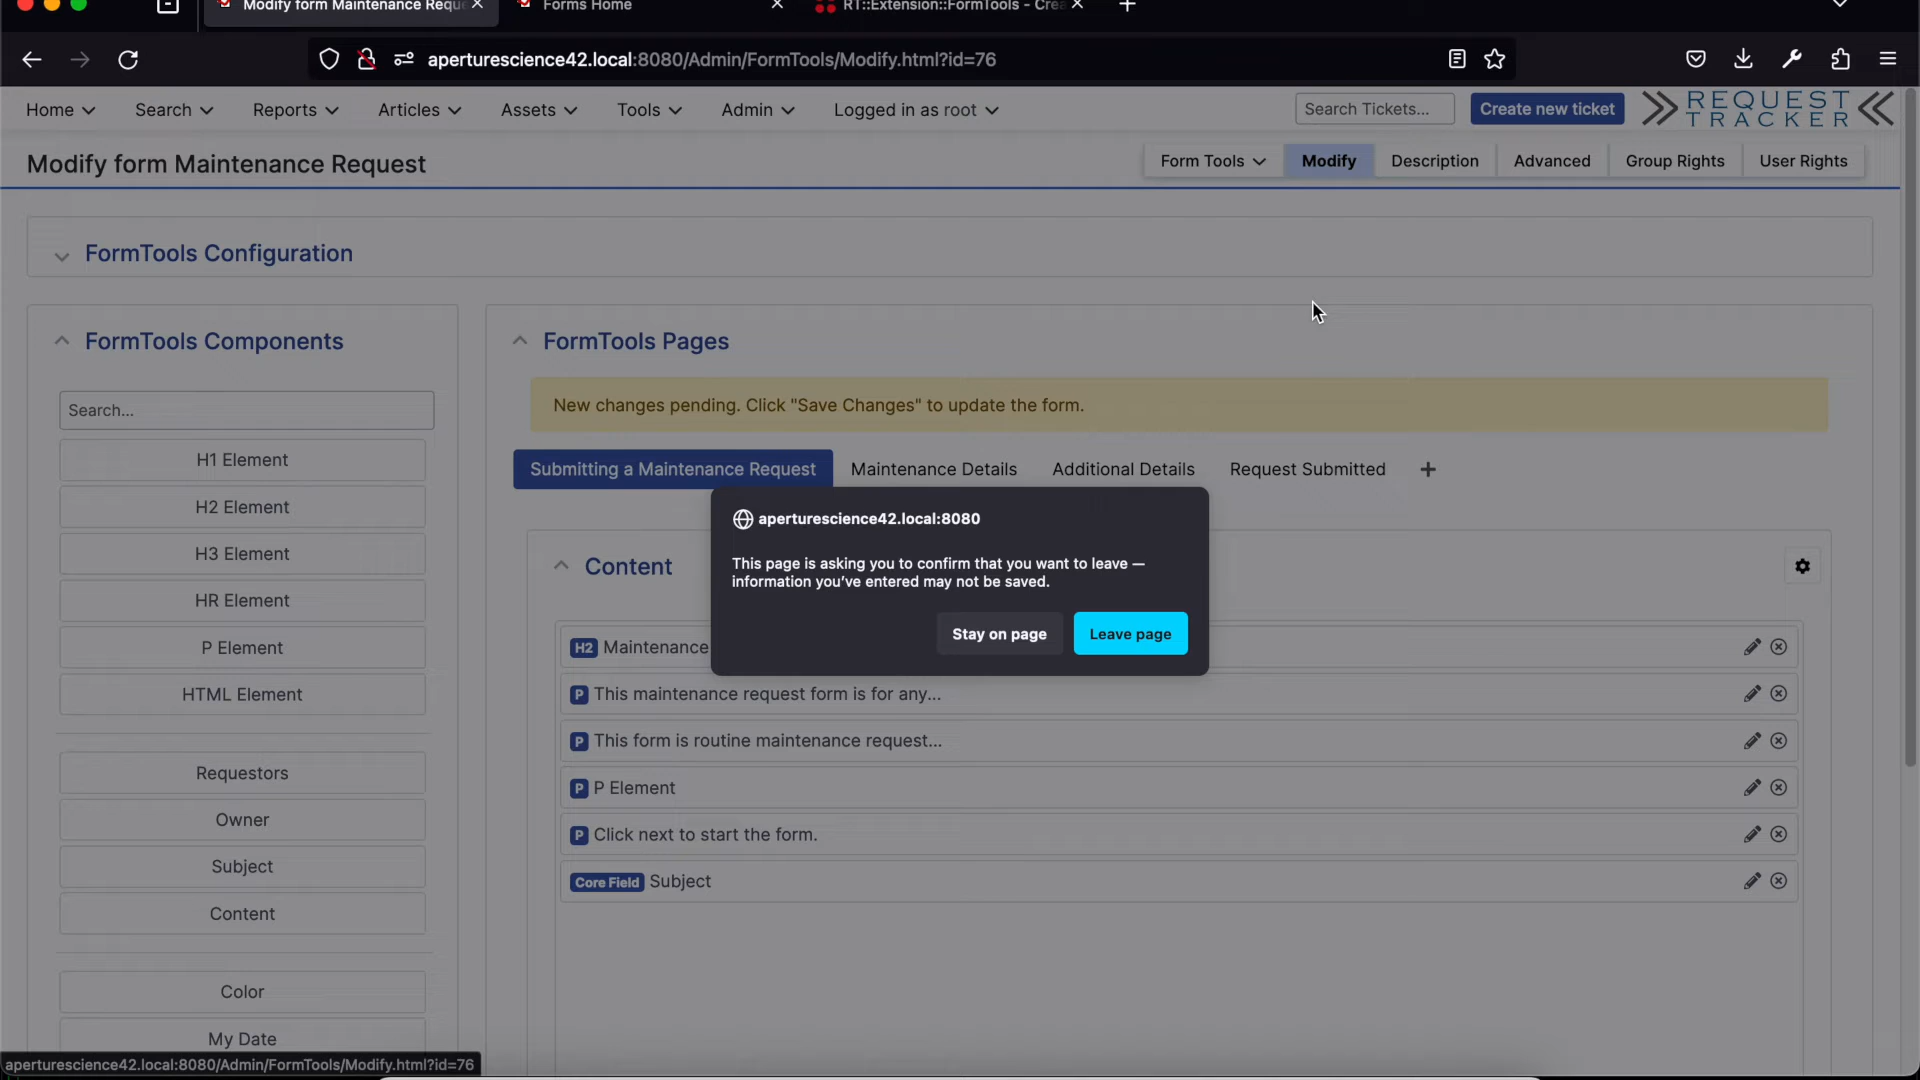 Modify form Maintenance Reque
Forms Home
RT::Extension::FormTools - Crea
aperturescience42.local:8080/Admin/FormTools/Modify.html?id=76
Home
Search
Reports
Articles
Assets
Tools
Admin
Logged in as root
Search Tickets...
Create new ticket
REQUEST
TRACKER
Modify form Maintenance Request
Form Tools
Modify
Description
Advanced
Group Rights
User Rights
FormTools Configuration
FormTools Components
Search...
H1 Element
H2 Element
H3 Element
HR Element
P Element
HTML Element
Requestors
Owner
Subject
Content
Color
My Date
FormTools Pages
New changes pending. Click "Save Changes" to update the form.
Submitting a Maintenance Request
Maintenance Details
Additional Details
Request Submitted
Content
H2 Maintenance
P This maintenance request form is for any...
P This form is routine maintenance request...
P P Element
P Click next to start the form.
Core Field Subject
aperturescience42.local:8080
This page is asking you to confirm that you want to leave —
information you've entered may not be saved.
Stay on page
Leave page
aperturescience42.local:8080/Admin/FormTools/Modify.html?id=76